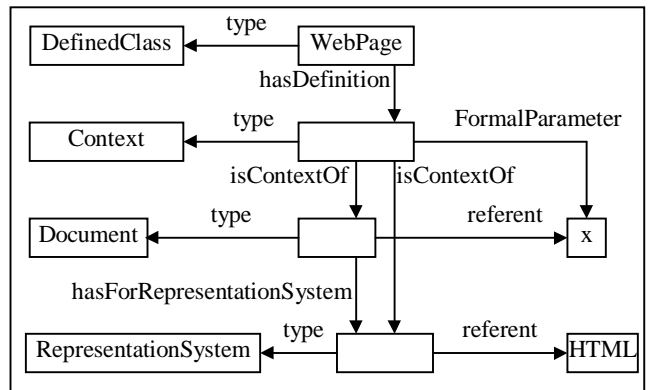 type
DefinedClass
WebPage
hasDefinition
type
FormalParameter
Context
isContextOf
isContextOf
type
referent
Document
x
hasForRepresentationSystem
type
referent
RepresentationSystem
HTML